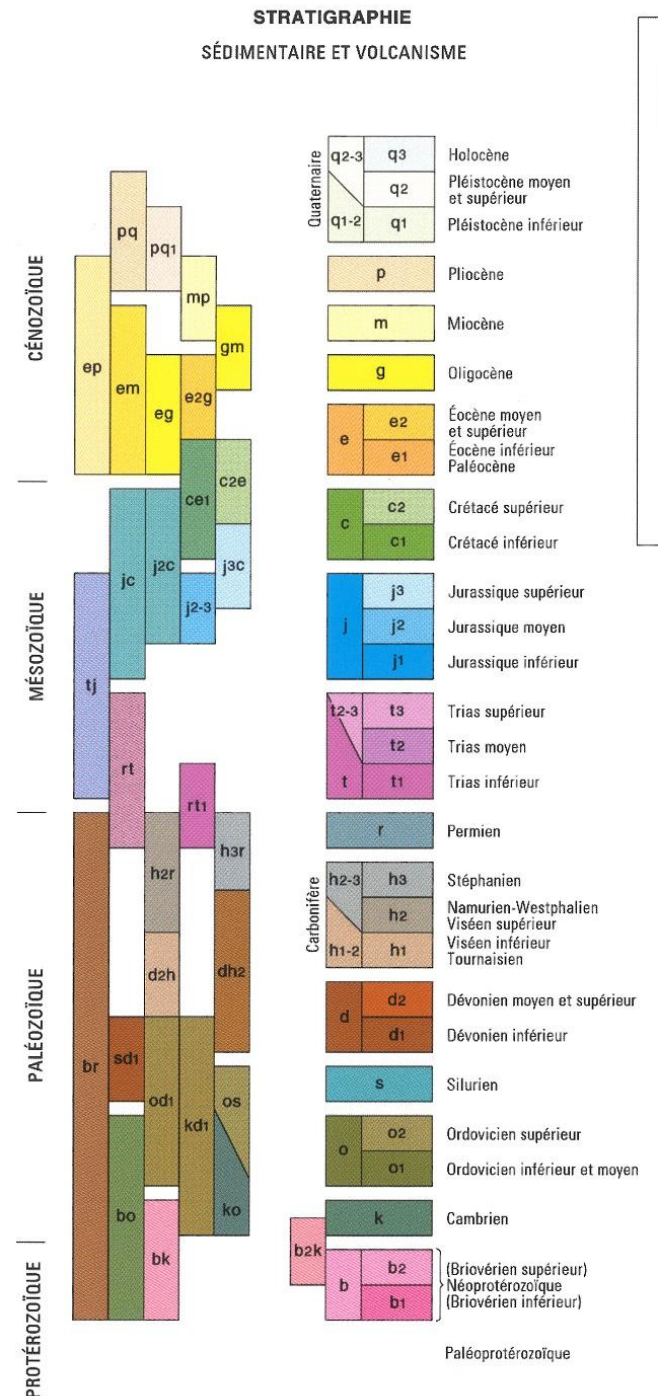 STRATIGRAPHIE
SÉDIMENTAIRE ET VOLCANISME
CÉNOZOÏQUE
MÉSOZOÏQUE
PALÉOZOÏQUE
PROTÉROZOÏQUE
pq
pq1
mp
gm
ep
em
eg
e2g
ce1
c2e
jc
j2c
j3c
j2-3
tj
rt
rt1
h2r
h3r
d2h
dh2
br
sd1
od1
kd1
os
bo
ko
bk
b2k
Quaternaire
q2-3 q3 Holocène
q2 Pléistocène moyen
et supérieur
q1-2 q1 Pléistocène inférieur
p Pliocène
m Miocène
g Oligocène
e e2 Éocène moyen
et supérieur
e1 Éocène inférieur
Paléocène
c c2 Crétacé supérieur
c1 Crétacé inférieur
j j3 Jurassique supérieur
j2 Jurassique moyen
j1 Jurassique inférieur
t2-3 t3 Trias supérieur
t2 Trias moyen
t t1 Trias inférieur
r Permien
Carbonifère
h2-3 h3 Stéphanien
h2 Namurien-Westphalien
Viséen supérieur
h1-2 h1 Viséen inférieur
Tournaisien
d d2 Dévonien moyen et supérieur
d1 Dévonien inférieur
s Silurien
o o2 Ordovicien supérieur
o1 Ordovicien inférieur et moyen
k Cambrien
b b2 (Briovérien supérieur)
Néoprotérozoïque
b1 (Briovérien inférieur)
Paléoprotérozoïque